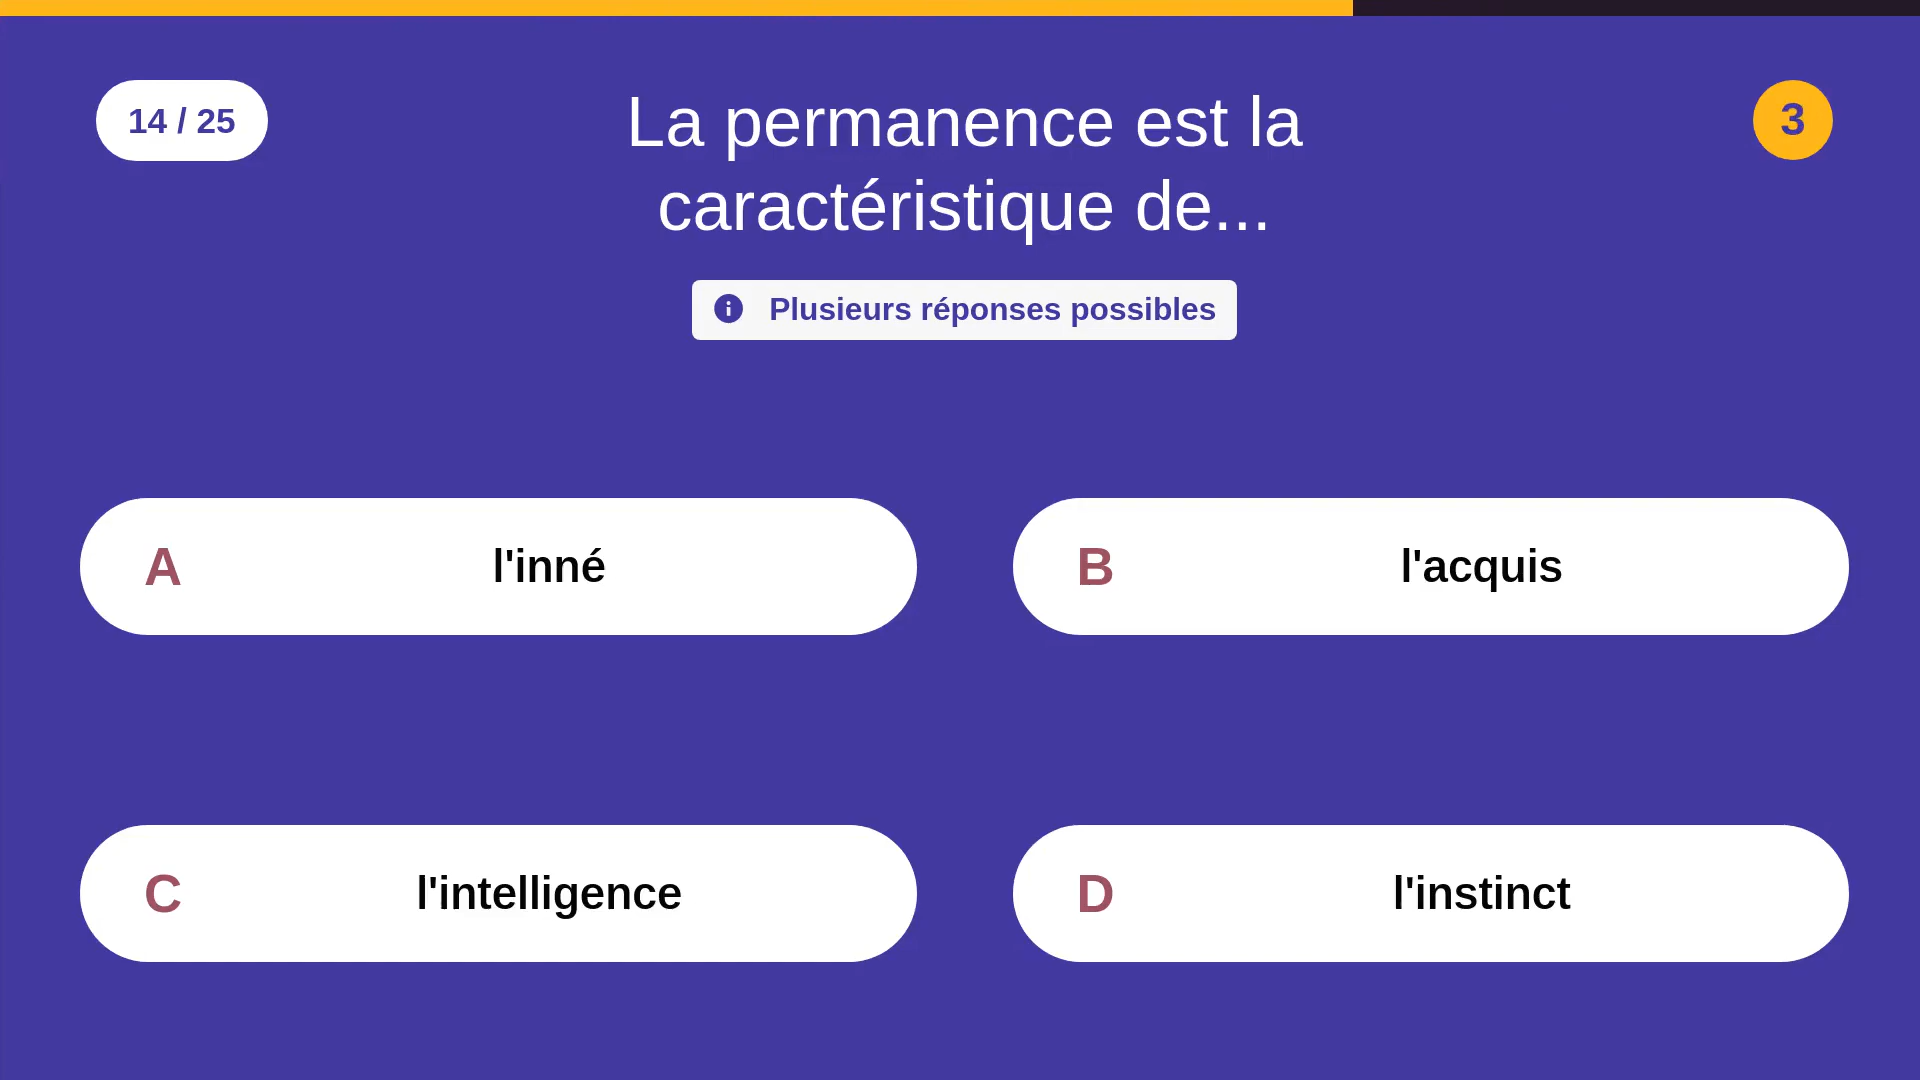 14 / 25
La permanence est la
caractéristique de...
3
Plusieurs réponses possibles
A l'inné
B l'acquis
C l'intelligence
D l'instinct